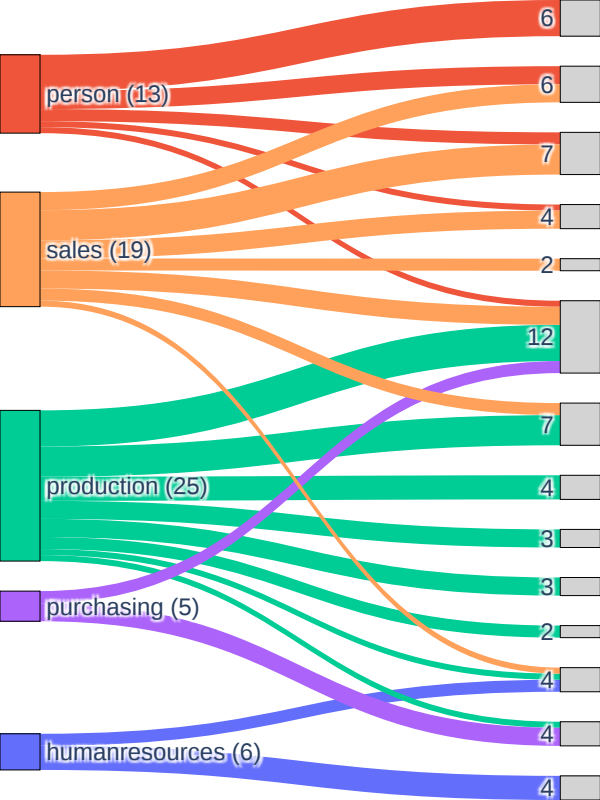 person (13)
sales (19)
production (25)
purchasing (5)
humanresources (6)
6
6
7
4
2
12
7
4
3
3
2
4
4
4